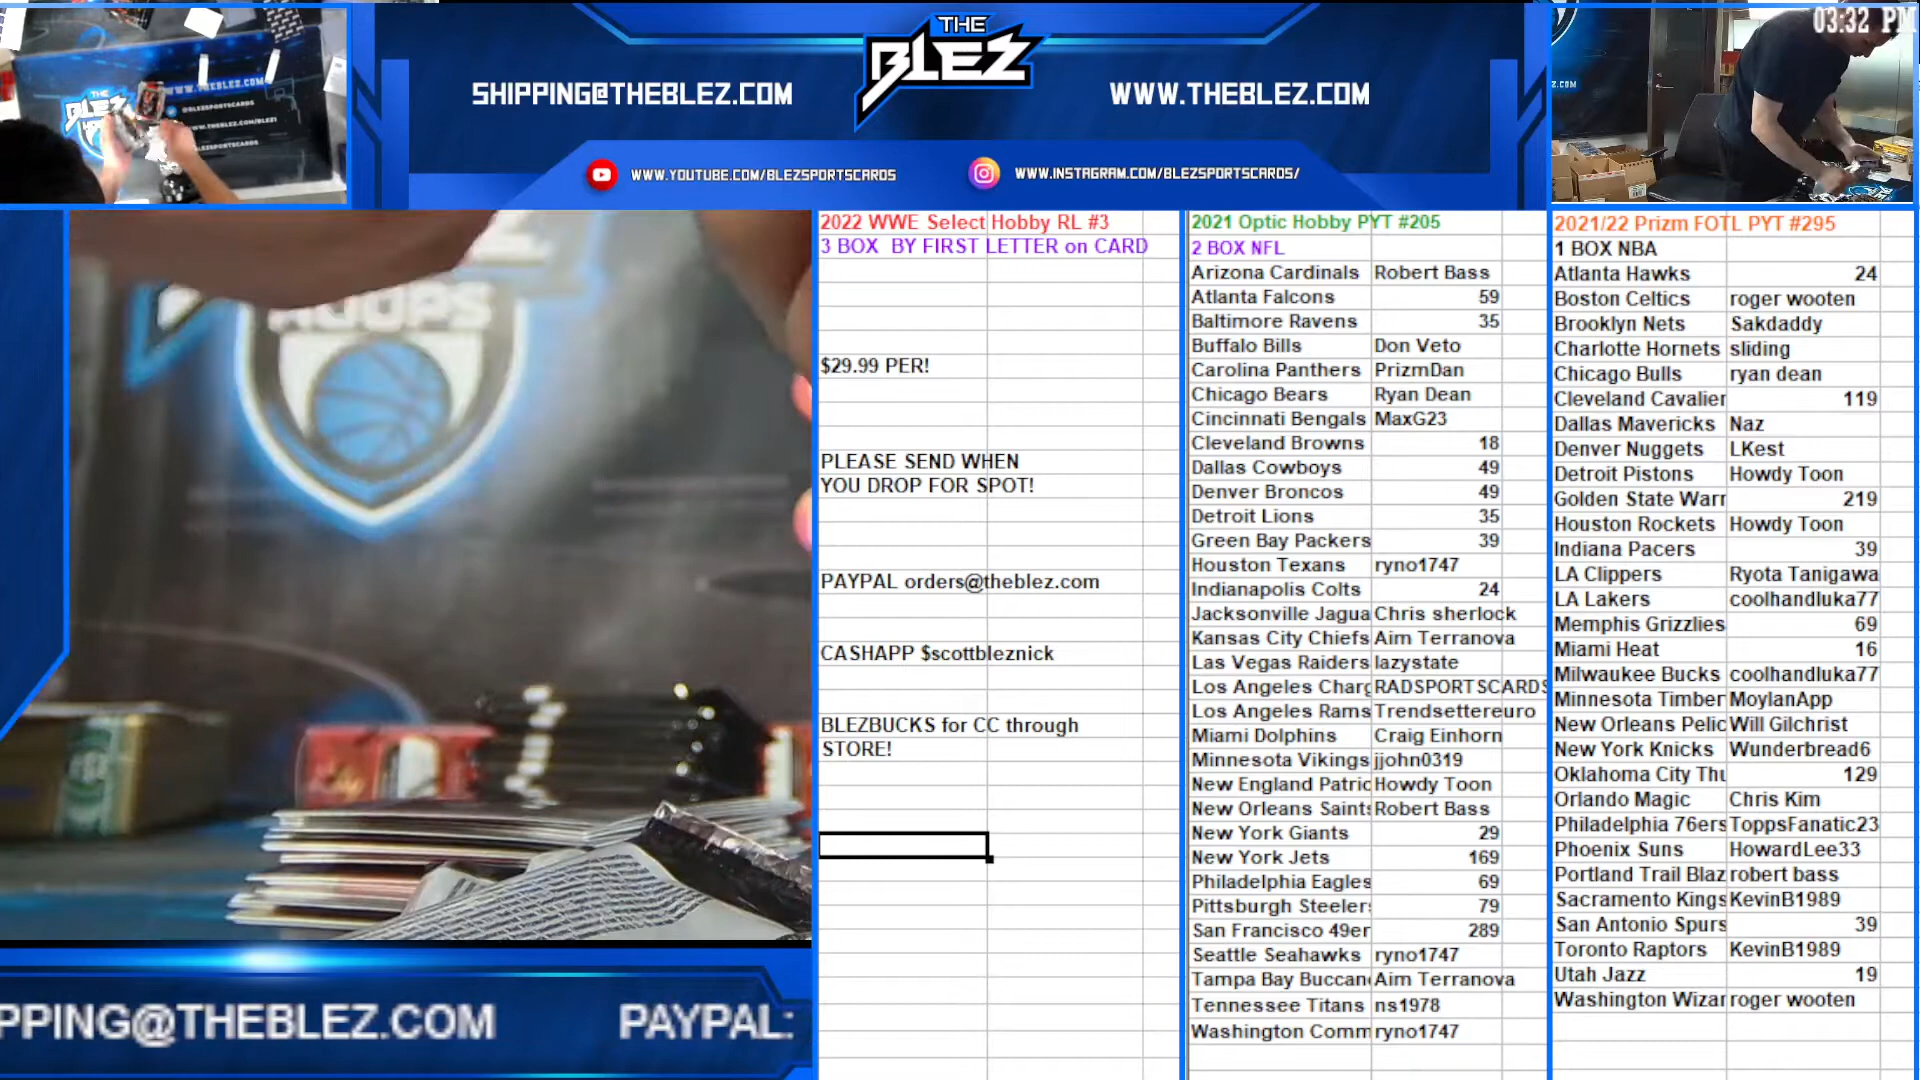 THE
BLEZ
SHIPPING@THEBLEZ.COM
WWW.THEBLEZ.COM
WWW.YOUTUBE.COM/BLEZSPORTSCARDS
WWW.INSTAGRAM.COM/BLEZSPORTSCARDS/
03:32 PM
HOOPS
2022 WWE Select Hobby RL #3
3 BOX BY FIRST LETTER on CARD
$29.99 PER!
PLEASE SEND WHEN
YOU DROP FOR SPOT!
PAYPAL orders@theblez.com
CASHAPP $scottbleznick
BLEZBUCKS for CC through
STORE!
2021 Optic Hobby PYT #205
2 BOX NFL
Arizona Cardinals Robert Bass
Atlanta Falcons 59
Baltimore Ravens 35
Buffalo Bills Don Veto
Carolina Panthers PrizmDan
Chicago Bears Ryan Dean
Cincinnati Bengals MaxG23
Cleveland Browns 18
Dallas Cowboys 49
Denver Broncos 49
Detroit Lions 35
Green Bay Packers 39
Houston Texans ryno1747
Indianapolis Colts 24
Jacksonville Jagua Chris sherlock
Kansas City Chiefs Aim Terranova
Las Vegas Raiders lazystate
Los Angeles Charg RADSPORTSCARDS
Los Angeles Rams Trendsettereuro
Miami Dolphins Craig Einhorn
Minnesota Vikings jjohn0319
New England Patric Howdy Toon
New Orleans Saints Robert Bass
New York Giants 29
New York Jets 169
Philadelphia Eagles 69
Pittsburgh Steelers 79
San Francisco 49er 289
Seattle Seahawks ryno1747
Tampa Bay Buccan Aim Terranova
Tennessee Titans ns1978
Washington Comm ryno1747
2021/22 Prizm FOTL PYT #295
1 BOX NBA
Atlanta Hawks 24
Boston Celtics roger wooten
Brooklyn Nets Sakdaddy
Charlotte Hornets sliding
Chicago Bulls ryan dean
Cleveland Cavalier 119
Dallas Mavericks Naz
Denver Nuggets LKest
Detroit Pistons Howdy Toon
Golden State Warr 219
Houston Rockets Howdy Toon
Indiana Pacers 39
LA Clippers Ryota Tanigawa
LA Lakers coolhandluka77
Memphis Grizzlies 69
Miami Heat 16
Milwaukee Bucks coolhandluka77
Minnesota Timber MoylanApp
New Orleans Pelic Will Gilchrist
New York Knicks Wunderbread6
Oklahoma City Thu 129
Orlando Magic Chris Kim
Philadelphia 76ers ToppsFanatic23
Phoenix Suns HowardLee33
Portland Trail Blaz robert bass
Sacramento Kings KevinB1989
San Antonio Spurs 39
Toronto Raptors KevinB1989
Utah Jazz 19
Washington Wizar roger wooten
PPING@THEBLEZ.COM PAYPAL: